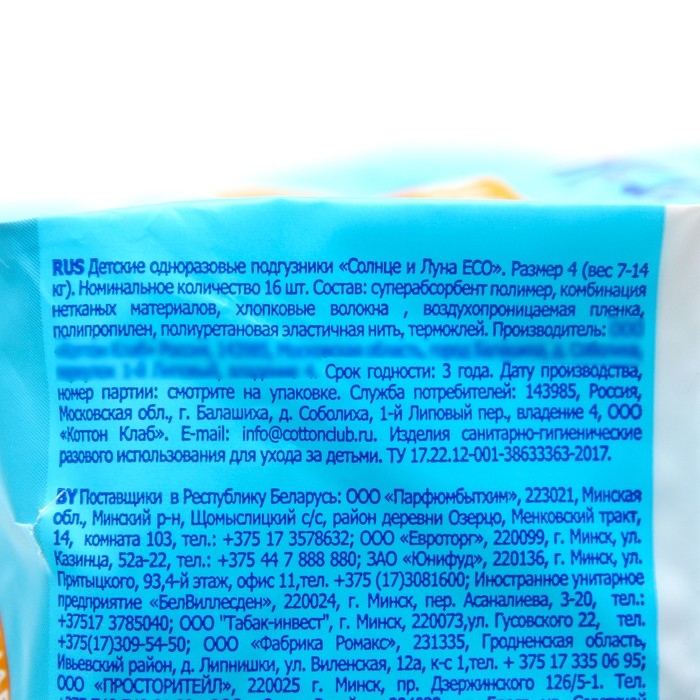 RUS Детские одноразовые подгузники «Солнце и Луна ECO». Размер 4 (вес 7-14
кг). Номинальное количество 16 шт. Состав: суперабсорбент полимер, комбинация
нетканых материалов, хлопковые волокна , воздухопроницаемая пленка,
полипропилен, полиуретановая эластичная нить, термоклей. Производитель:
Срок годности: 3 года. Дату производства,
номер партии: смотрите на упаковке. Служба потребителей: 143985, Россия,
Московская обл., г. Балашиха, д. Соболиха, 1-й Липовый пер., владение 4, ООО
«Коттон Клаб». E-mail: info@cottonclub.ru. Изделия санитарно-гигиенические
разового использования для ухода за детьми. ТУ 17.22.12-001-38633363-2017.
BY Поставщики в Республику Беларусь: ООО «Парфюмбытхим», 223021, Минская
обл., Минский р-н, Щомыслицкий с/с, район деревни Озерцо, Менковский тракт,
14, комната 103, тел.: +375 17 3578632; ООО «Евроторг», 220099, г. Минск, ул.
Казинца, 52а-22, тел.: +375 44 7 888 880; ЗАО «Юнифуд», 220136, г. Минск, ул.
Притыцкого, 93,4-й этаж, офис 11,тел. +375 (17)3081600; Иностранное унитарное
предприятие «БелВиллесден», 220024, г. Минск, пер. Асаналиева, 3-20, тел.:
+37517 3785040; ООО "Табак-инвест", г. Минск, 220073,ул. Гусовского 22, тел.
+375(17)309-54-50; ООО «Фабрика Ромакс», 231335, Гродненская область,
Ивьевский район, д. Липнишки, ул. Виленская, 12а, к-с 1,тел. + 375 17 335 06 95;
ООО «ПРОСТОРИТЕЙЛ», 220025 г. Минск, пр. Дзержинского 126/5-1. Тел.